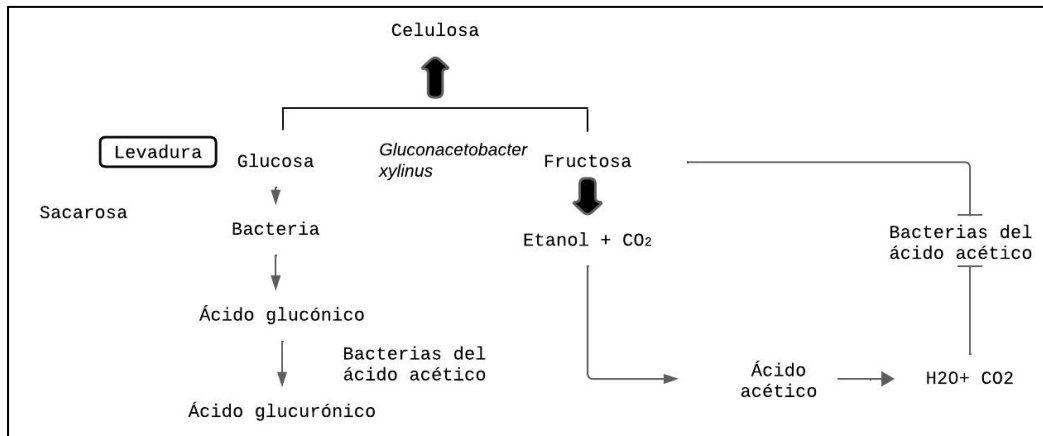 Celulosa
Levadura
Glucosa
Gluconacetobacter
xylinus
Fructosa
Sacarosa
Bacteria
Etanol + CO₂
Bacterias del
ácido acético
Ácido glucónico
Bacterias del
ácido acético
Ácido
acético
H2O+ CO2
Ácido glucurónico